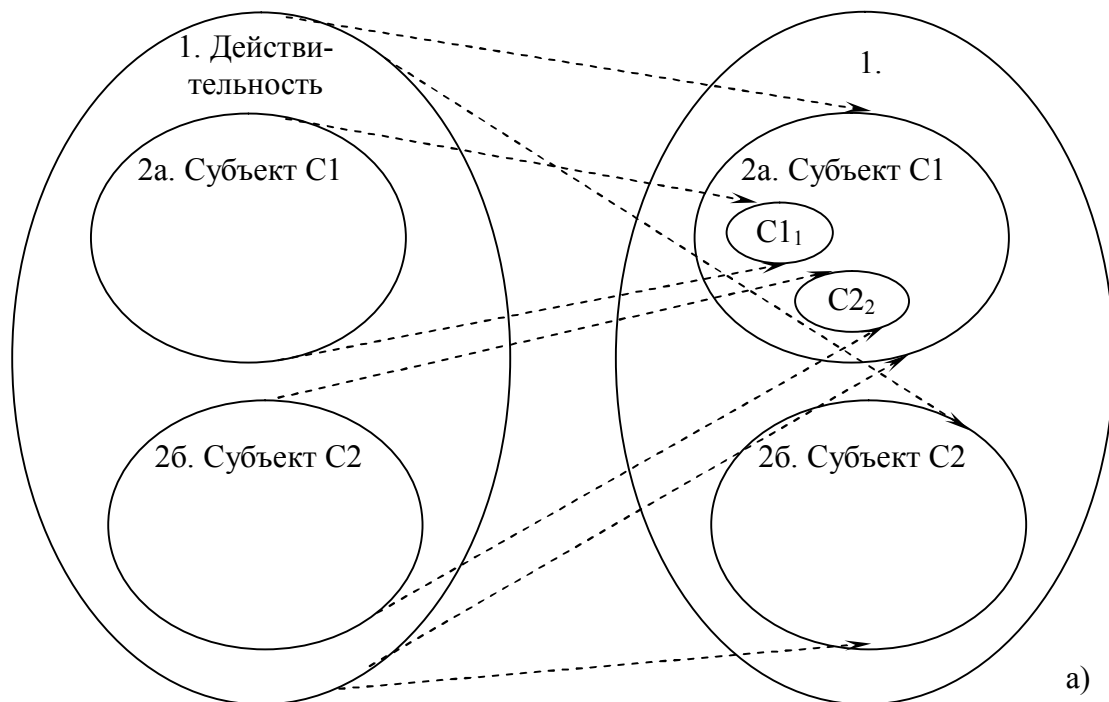 1. Действи-
тельность
2а. Субъект С1
2б. Субъект С2
1.
2а. Субъект С1
С1₁
С2₂
2б. Субъект С2
а)